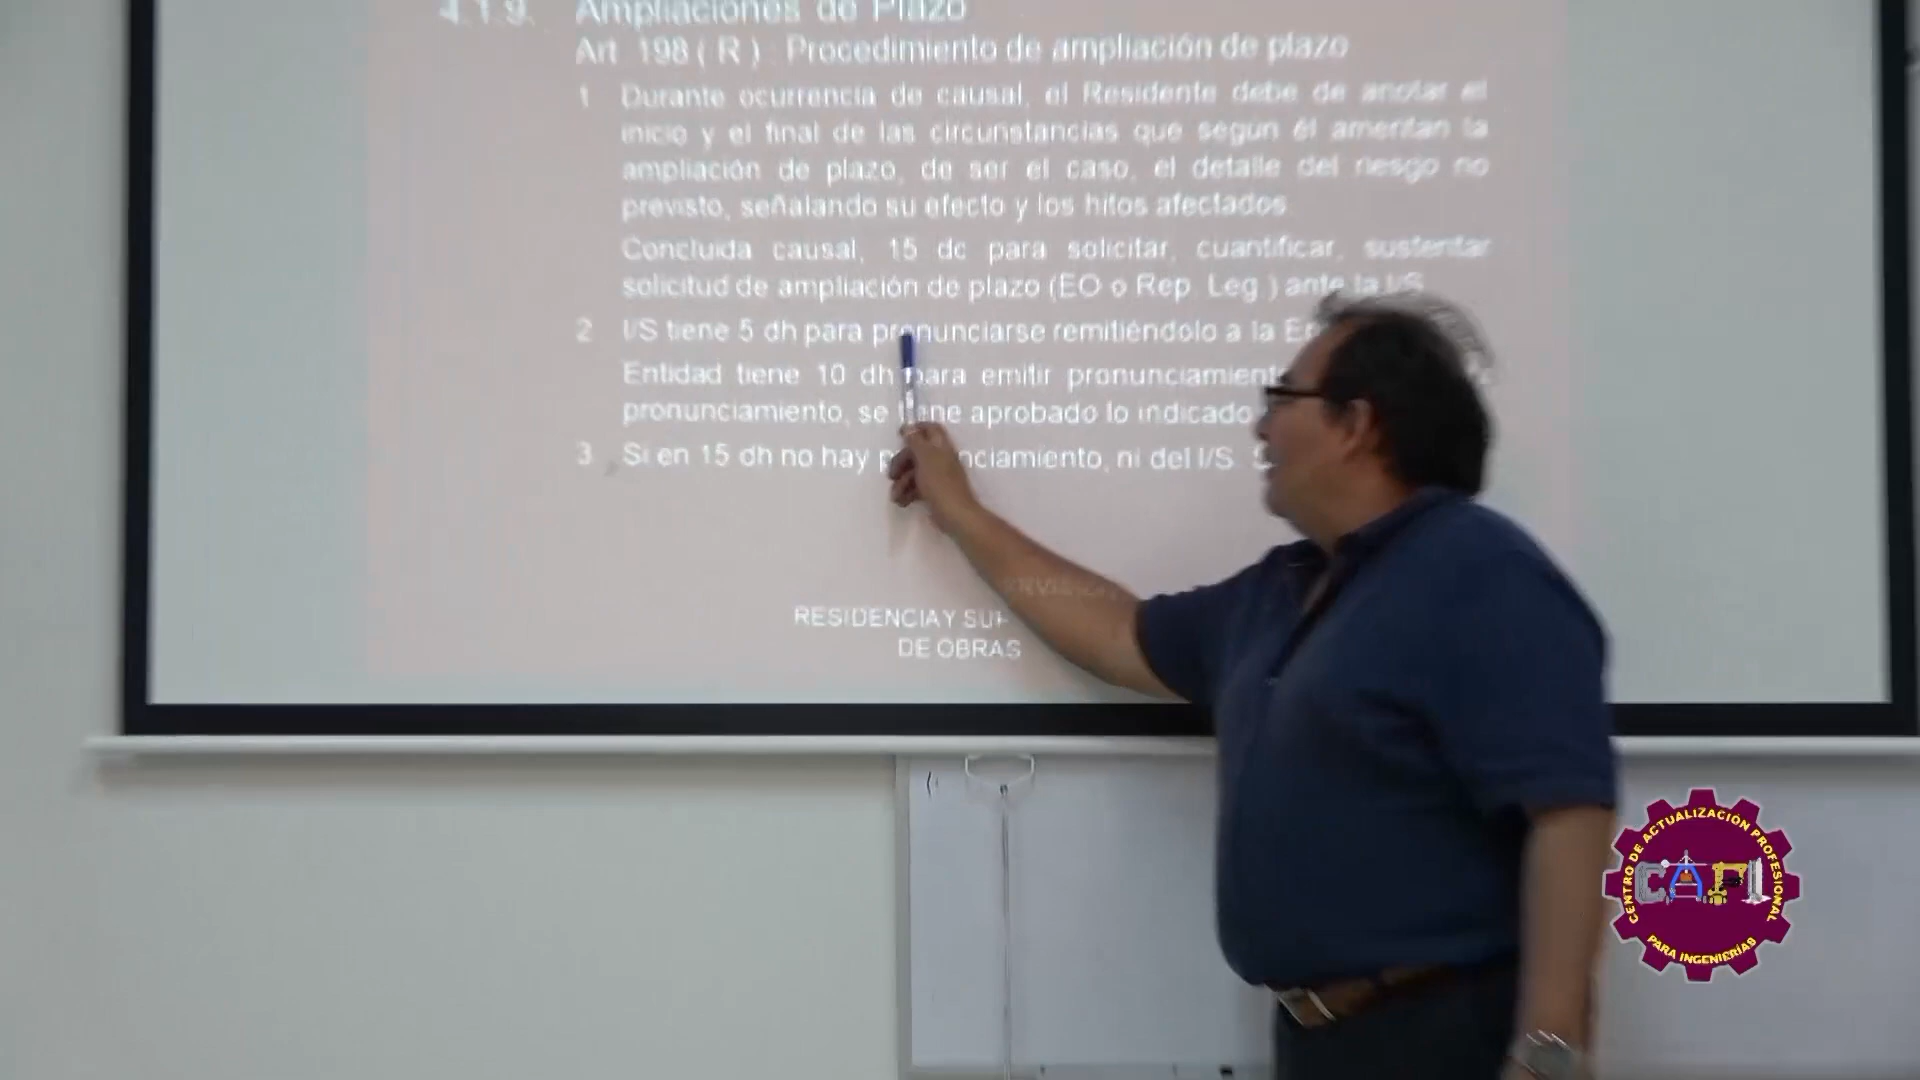 4.1.9. Ampliaciones de Plazo
Art. 198 ( R ) : Procedimiento de ampliación de plazo
1 Durante ocurrencia de causal, el Residente debe de anotar el
inicio y el final de las circunstancias que según él ameritan la
ampliación de plazo, de ser el caso, el detalle del riesgo no
previsto, señalando su efecto y los hitos afectados.
Concluida causal, 15 dc para solicitar, cuantificar, sustentar
solicitud de ampliación de plazo (EO o Rep. Leg.) ante la I/S
2 I/S tiene 5 dh para pronunciarse remitiéndolo a la
Entidad tiene 10 dh para emitir
pronunciamiento, se tiene aprobado lo indicado
3 Si en 15 dh no hay pronunciamiento, ni del I/S.
RESIDENCIA Y
DE OBRAS
CENTRO DE ACTUALIZACIÓN PROFESIONAL
CAPI
PARA INGENIERÍAS